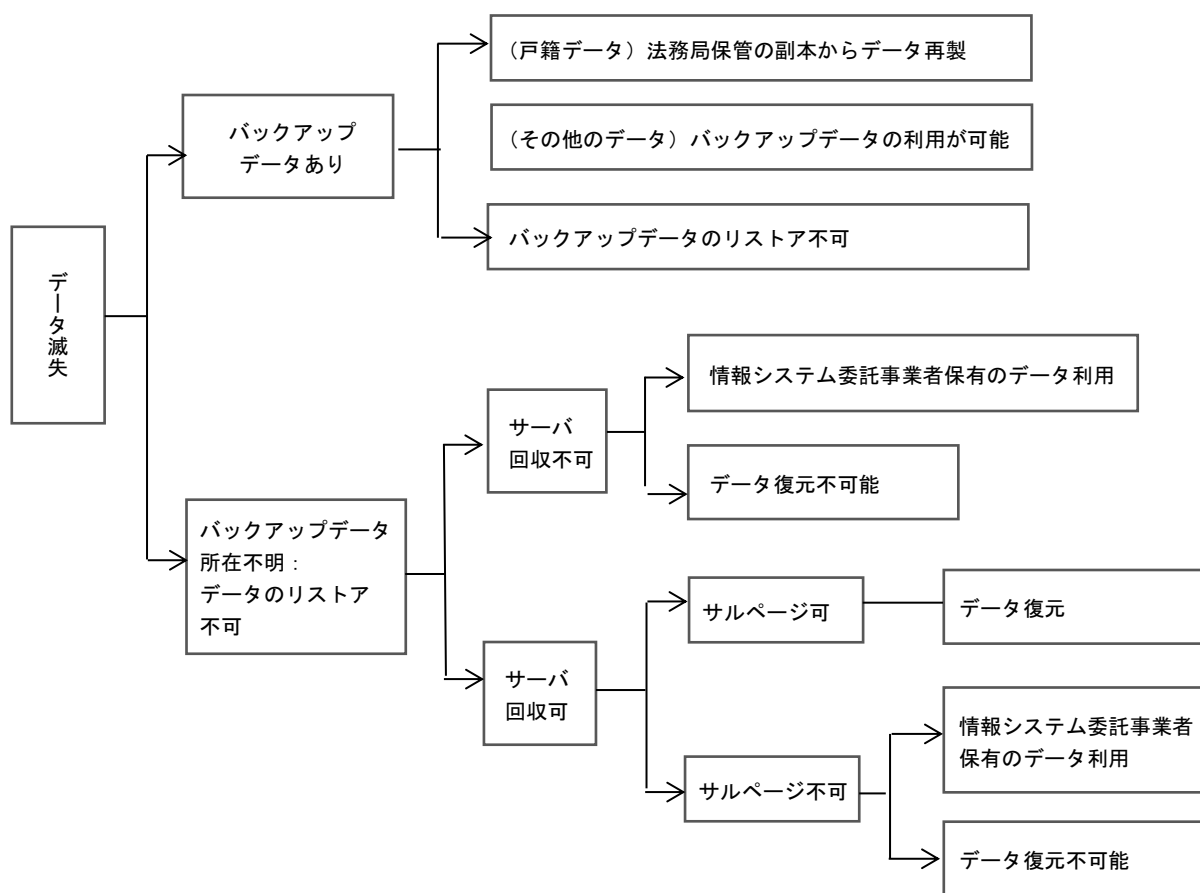 データ滅失
バックアップ
データあり
（戸籍データ）法務局保管の副本からデータ再製
（その他のデータ）バックアップデータの利用が可能
バックアップデータのリストア不可
バックアップデータ
所在不明：
データのリストア
不可
サーバ
回収不可
情報システム委託事業者保有のデータ利用
データ復元不可能
サーバ
回収可
サルページ可
データ復元
サルページ不可
情報システム委託事業者
保有のデータ利用
データ復元不可能